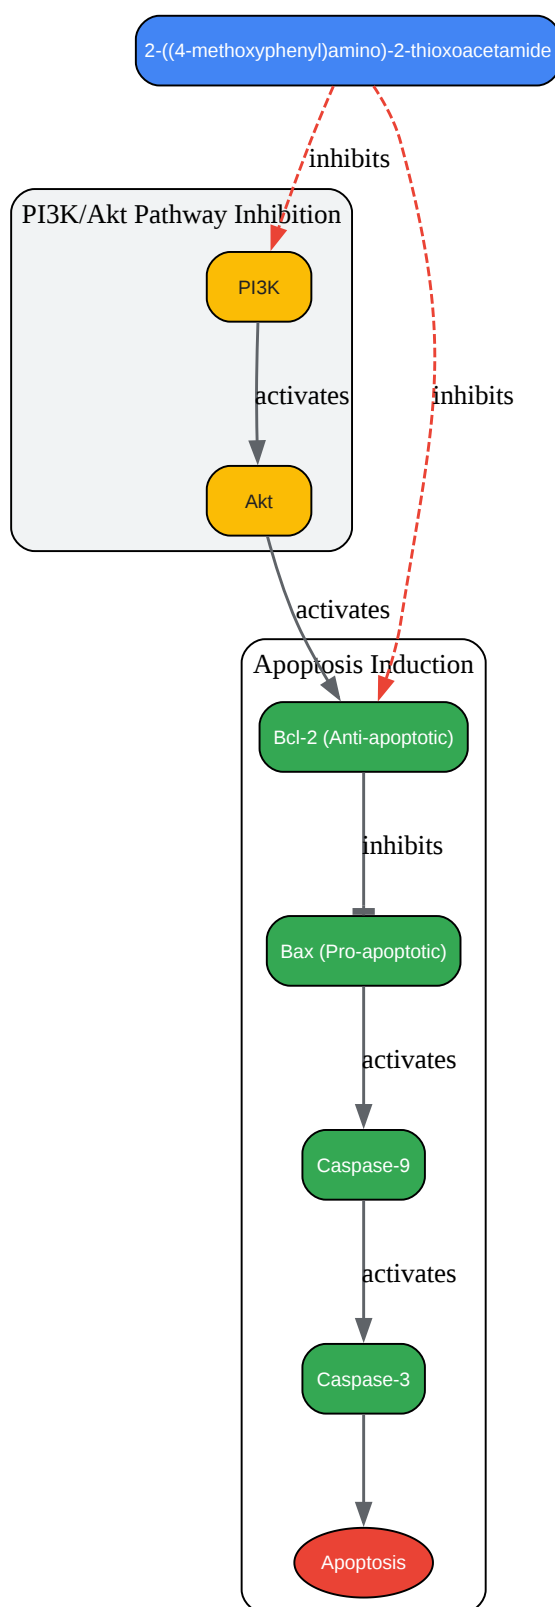 2-((4-methoxyphenyl)amino)-2-thioxoacetamide
inhibits
PI3K/Akt Pathway Inhibition
PI3K
activates
inhibits
Akt
activates
Apoptosis Induction
Bcl-2 (Anti-apoptotic)
inhibits
Bax (Pro-apoptotic)
activates
Caspase-9
activates
Caspase-3
Apoptosis